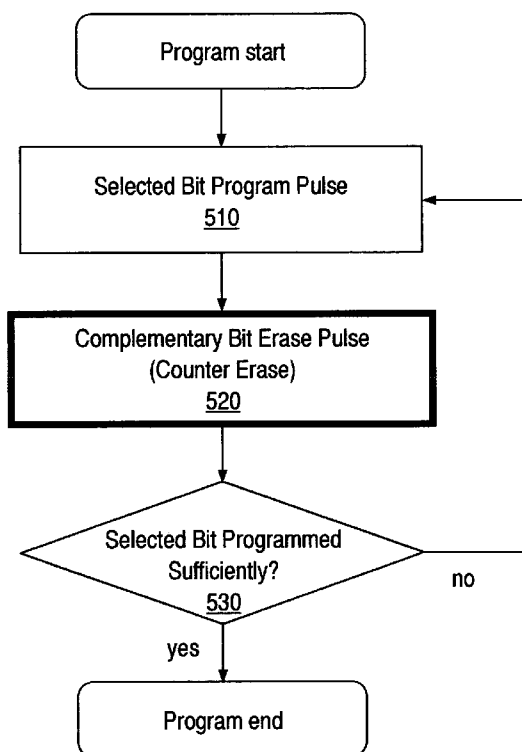 Program start
Selected Bit Program Pulse
510
Complementary Bit Erase Pulse
(Counter Erase)
520
Selected Bit Programmed
Sufficiently?
530
no
yes
Program end